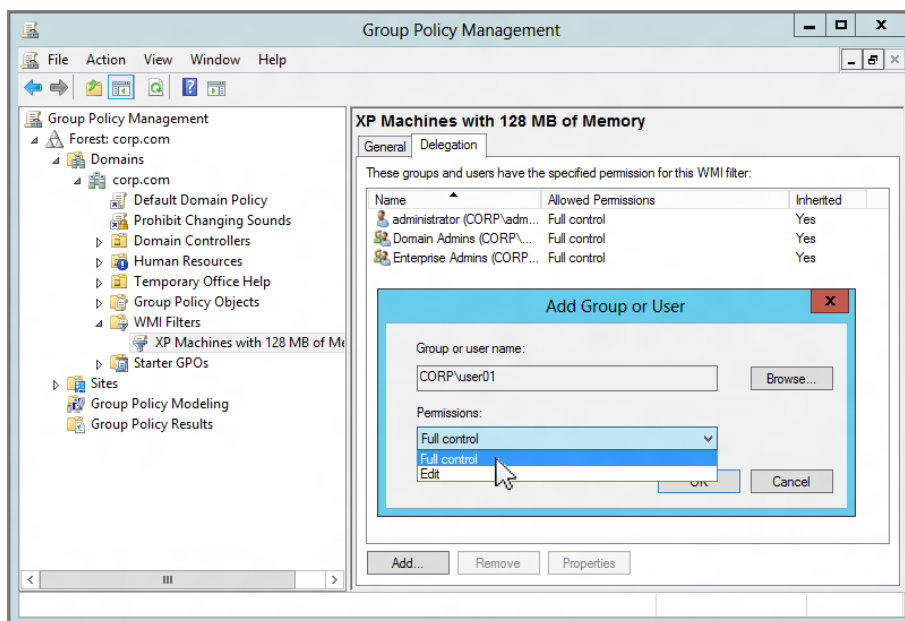 Group Policy Management
File Action View Window Help
Group Policy Management
Forest: corp.com
Domains
corp.com
Default Domain Policy
Prohibit Changing Sounds
Domain Controllers
Human Resources
Temporary Office Help
Group Policy Objects
WMI Filters
XP Machines with 128 MB of Me
Starter GPOs
Sites
Group Policy Modeling
Group Policy Results
XP Machines with 128 MB of Memory
General Delegation
These groups and users have the specified permission for this WMI filter:
Name Allowed Permissions Inherited
administrator (CORP\adm... Full control Yes
Domain Admins (CORP\... Full control Yes
Enterprise Admins (CORP... Full control Yes
Add Group or User
Group or user name:
CORP\user01
Browse...
Permissions:
Full control
Full control
Edit
OK Cancel
Add... Remove Properties